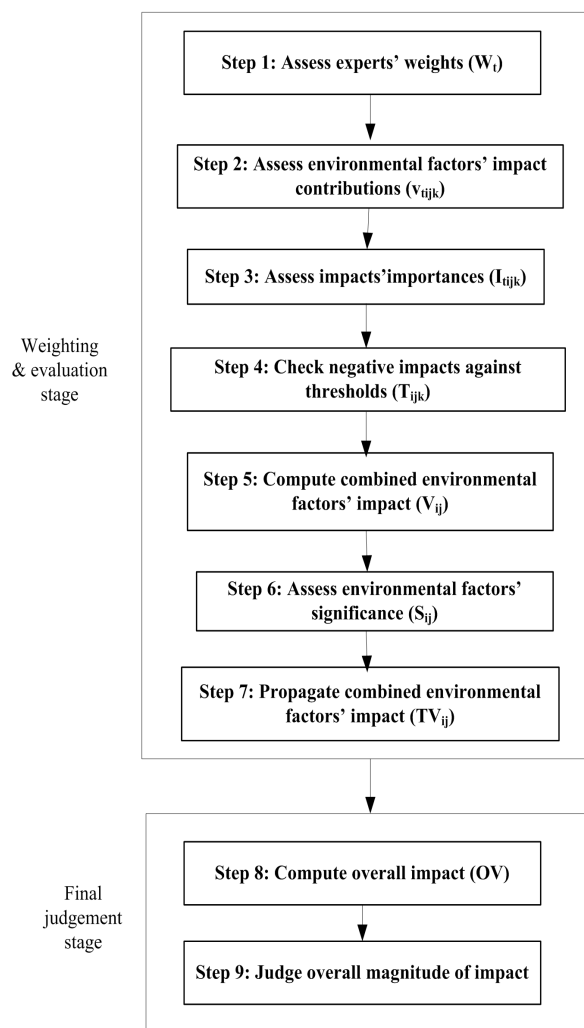 Step 1: Assess experts' weights (Wt)
Step 2: Assess environmental factors' impact
contributions (vtijk)
Step 3: Assess impacts'importances (Itijk)
Step 4: Check negative impacts against
thresholds (Tijk)
Weighting
& evaluation
stage
Step 5: Compute combined environmental
factors' impact (Vij)
Step 6: Assess environmental factors'
significance (Sij)
Step 7: Propagate combined environmental
factors' impact (TVij)
Step 8: Compute overall impact (OV)
Final
judgement
stage
Step 9: Judge overall magnitude of impact